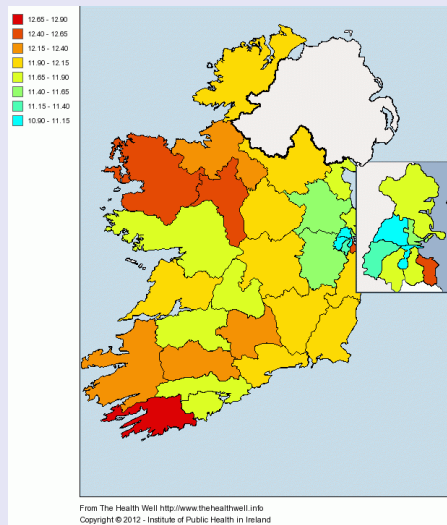 12.65 - 12.90
12.40 - 12.65
12.15 - 12.40
11.90 - 12.15
11.65 - 11.90
11.40 - 11.65
11.15 - 11.40
10.90 - 11.15
From The Health Well http://www.thehealthwell.info
Copyright © 2012 - Institute of Public Health in Ireland